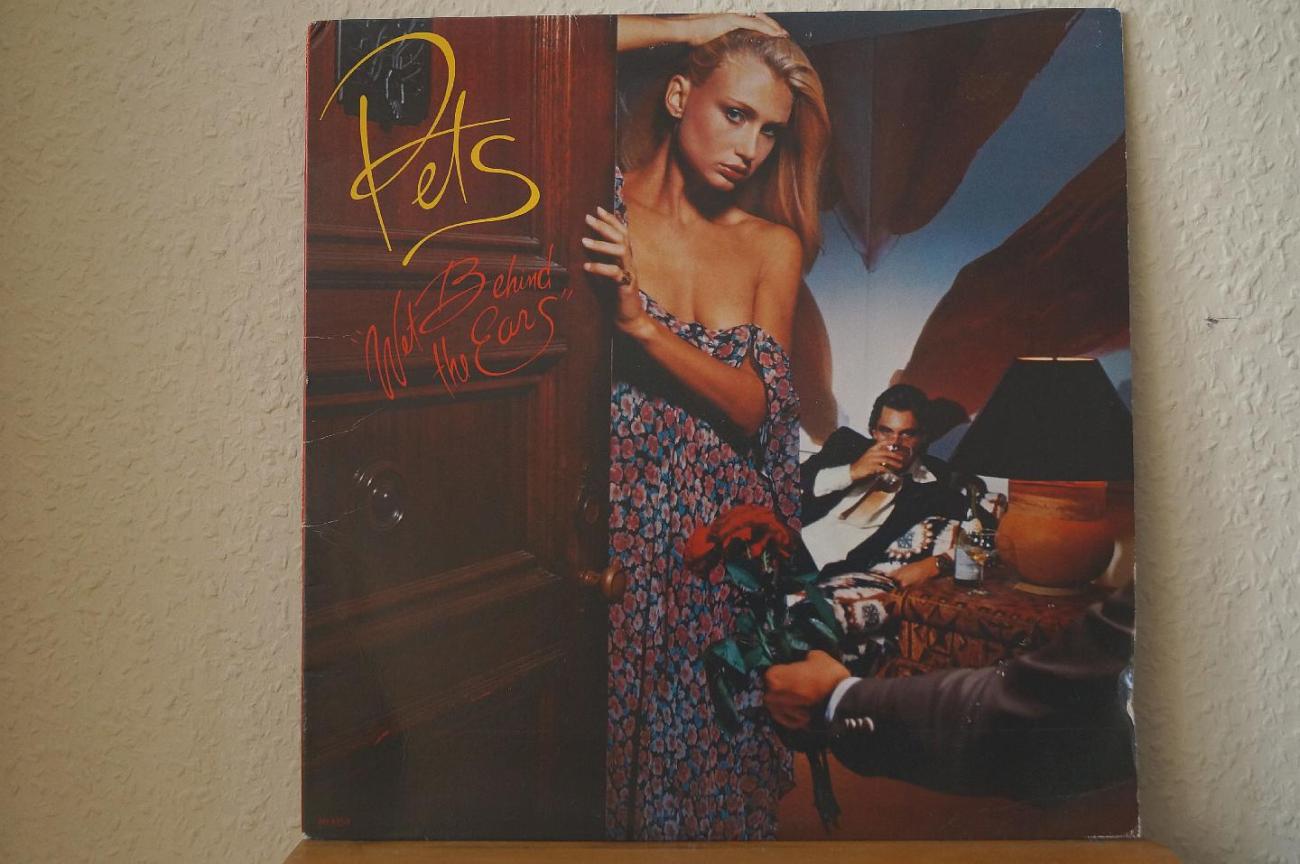 Pets
"Wet Behind
the Ears"